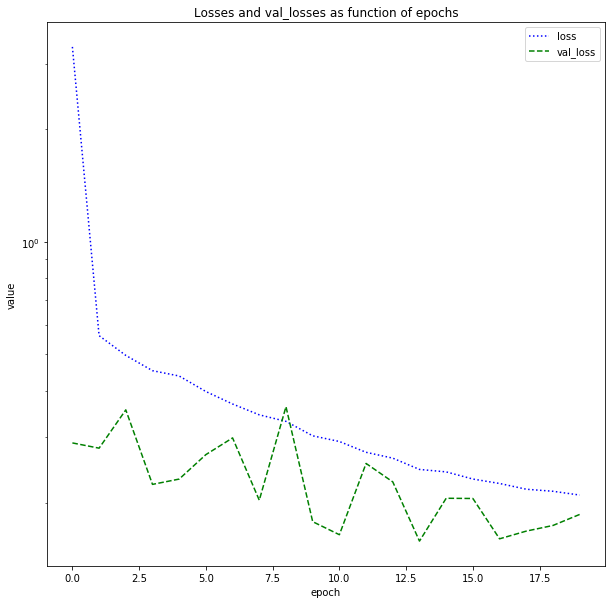 Losses and val_losses as function of epochs
loss
val_loss
10⁰
value
0.0 2.5 5.0 7.5 10.0 12.5 15.0 17.5
epoch